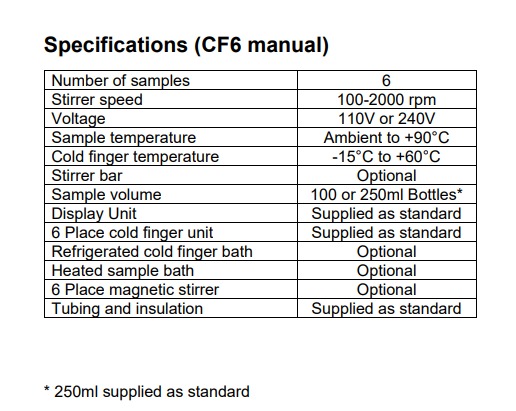 Specifications (CF6 manual)
Number of samples 6
Stirrer speed 100-2000 rpm
Voltage 110V or 240V
Sample temperature Ambient to +90°C
Cold finger temperature -15°C to +60°C
Stirrer bar Optional
Sample volume 100 or 250ml Bottles*
Display Unit Supplied as standard
6 Place cold finger unit Supplied as standard
Refrigerated cold finger bath Optional
Heated sample bath Optional
6 Place magnetic stirrer Optional
Tubing and insulation Supplied as standard
* 250ml supplied as standard